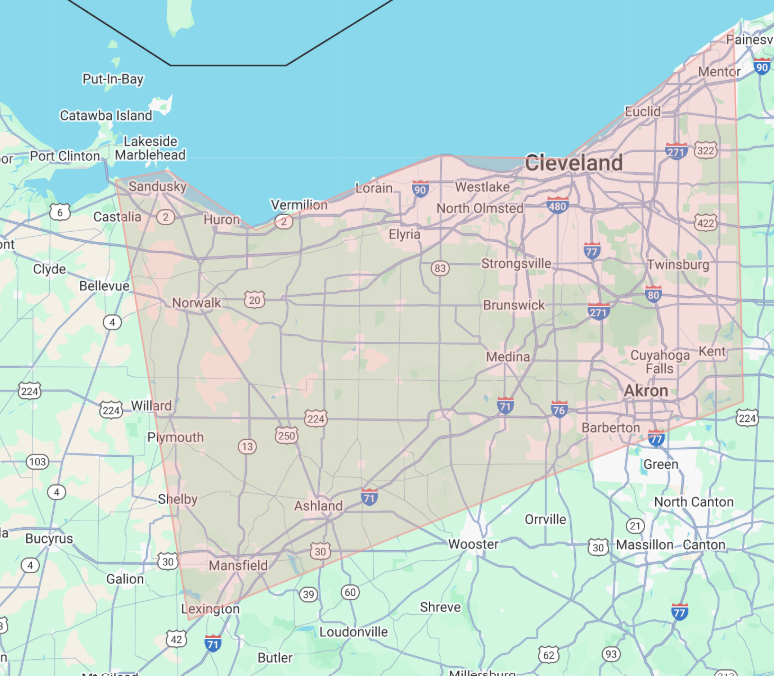 Painesv
90
Put-In-Bay
Mentor
Catawba Island
Euclid
Lakeside
Marblehead
or
Port Clinton
271
322
Cleveland
Sandusky
Lorain
90
Westlake
6
Castalia
2
Huron
Vermilion
2
North Olmsted
480
422
Elyria
ont
77
Clyde
83
Strongsville
Twinsburg
Bellevue
Norwalk
20
80
Brunswick
271
4
Medina
Cuyahoga
Falls
Kent
224
Akron
224
Willard
71
76
224
224
Barberton
Plymouth
250
77
13
103
Green
4
Shelby
71
North Canton
Ashland
Orrville
21
la
Bucyrus
Wooster
30
Massillon
Canton
30
30
4
Mansfield
Galion
39
60
Lexington
Shreve
77
42
71
Loudonville
Butler
62
93
n
Millersburg